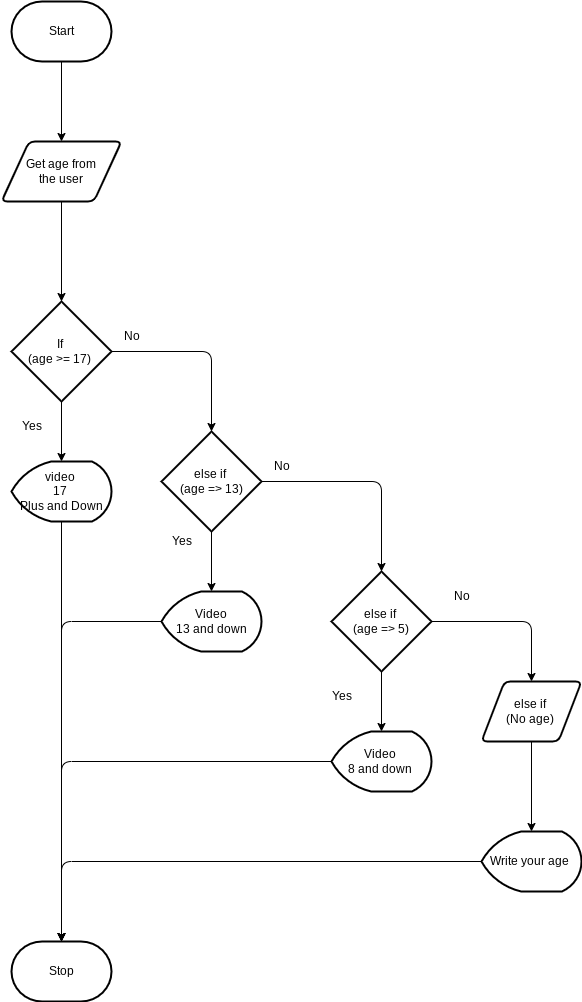 Start
Get age from
the user
If
(age >= 17)
No
Yes
video
17
Plus and Down
else if
(age => 13)
No
Yes
Video
13 and down
else if
(age => 5)
No
Yes
Video
8 and down
else if
(No age)
Write your age
Stop